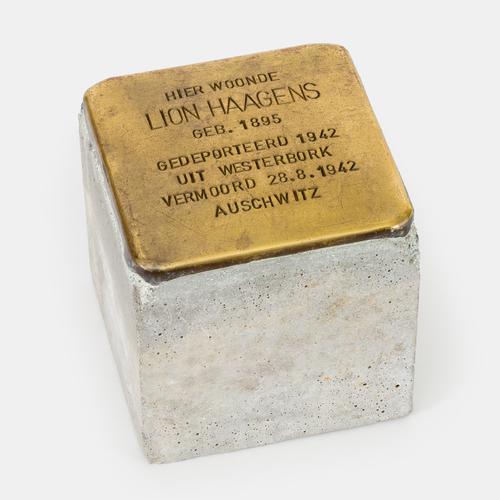 HIER WOONDE
LION HAAGENS
GEB. 1895
GEDEPORTEERD 1942
UIT WESTERBORK
VERMOORD 28.8.1942
AUSCHWITZ